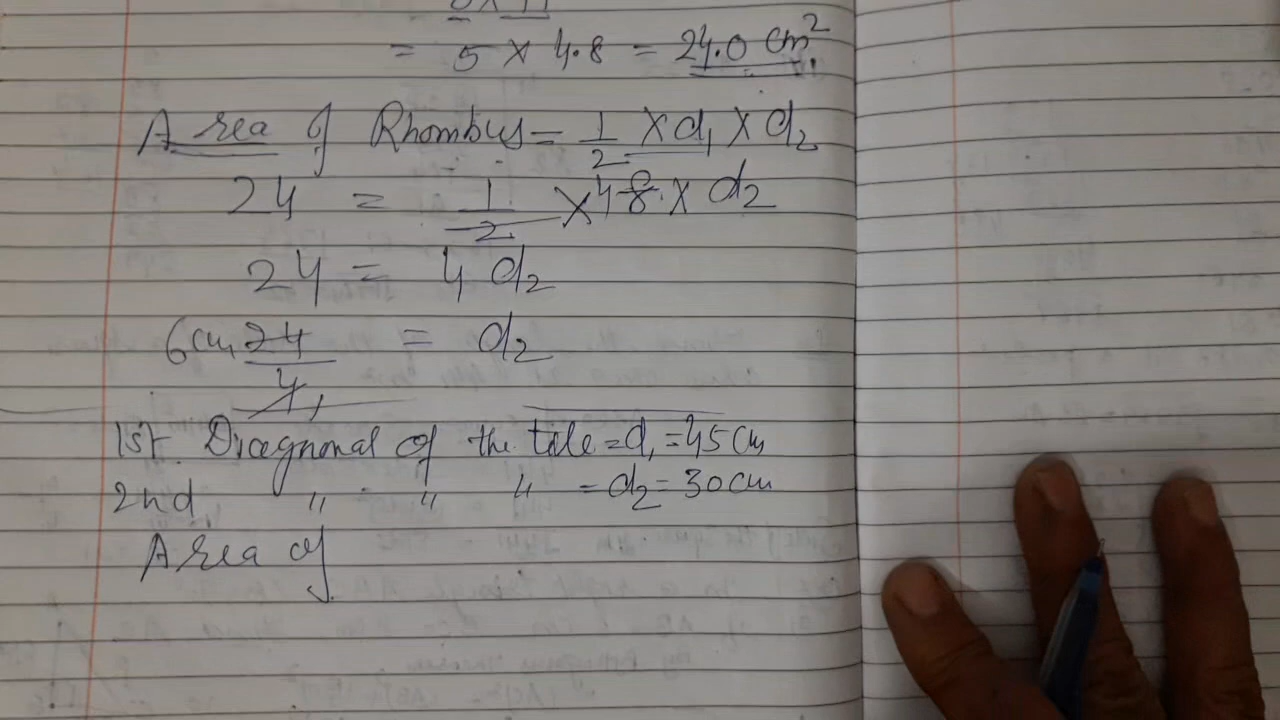 = 5 × 4.8 = 24.0 cm²
Area of Rhombus = 1/2 × d₁ × d₂
24 = 1/2 × 4 8 × d₂
24 = 4 d₂
6cm 24/4 = d₂
1st Diagnonal of the tile = d₁ = 45 cm
2nd " " " = d₂ = 30 cm
Area of